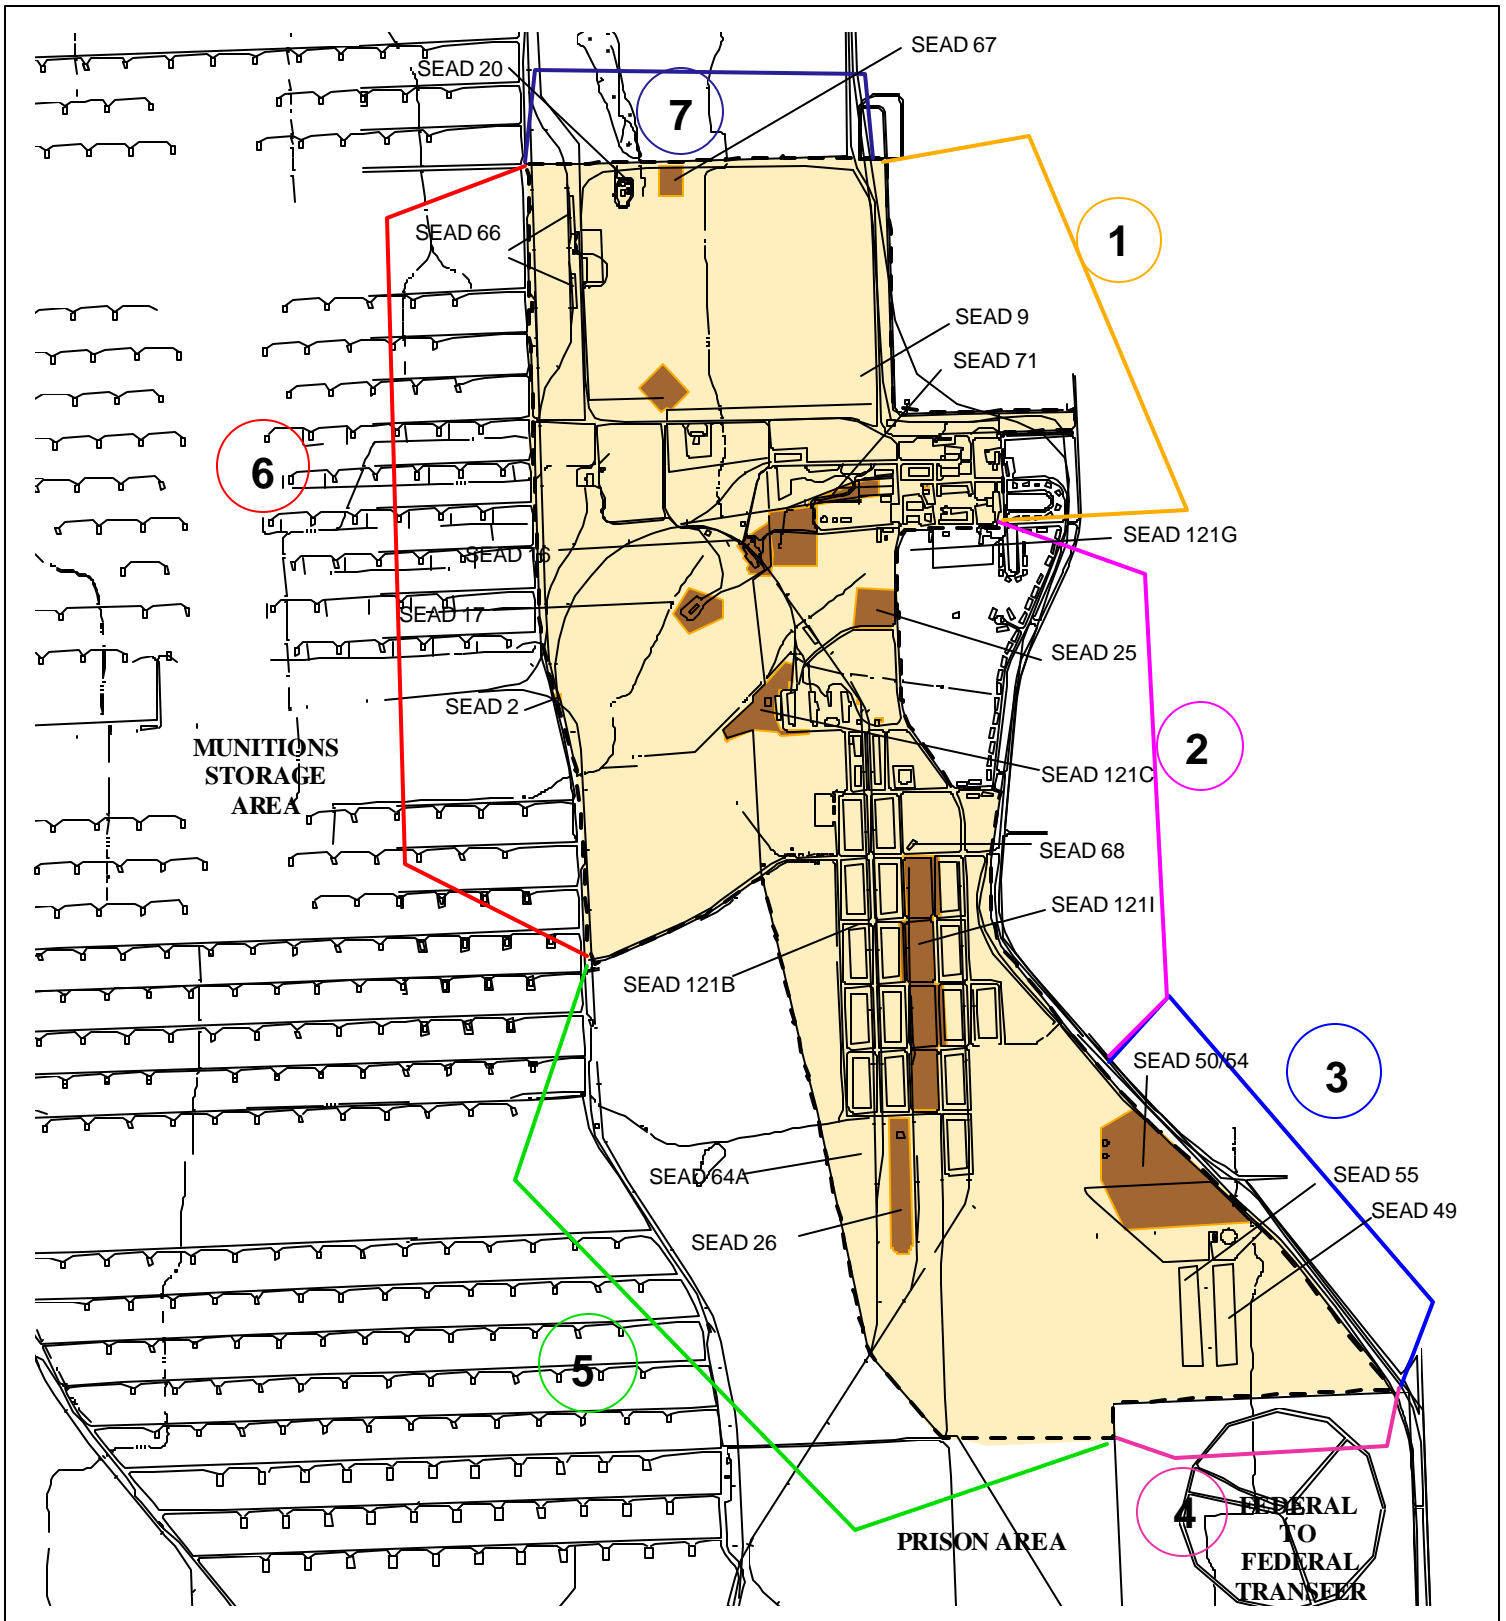 SEAD 67
SEAD 20
7
1
SEAD 66
SEAD 9
SEAD 71
6
SEAD 121G
SEAD 16
SEAD 17
SEAD 25
SEAD 2
MUNITIONS
STORAGE
AREA
2
SEAD 121C
SEAD 68
SEAD 121I
SEAD 121B
SEAD 50/54
3
SEAD 64A
SEAD 55
SEAD 49
SEAD 26
5
4
FEDERAL
TO
FEDERAL
TRANSFER
PRISON AREA